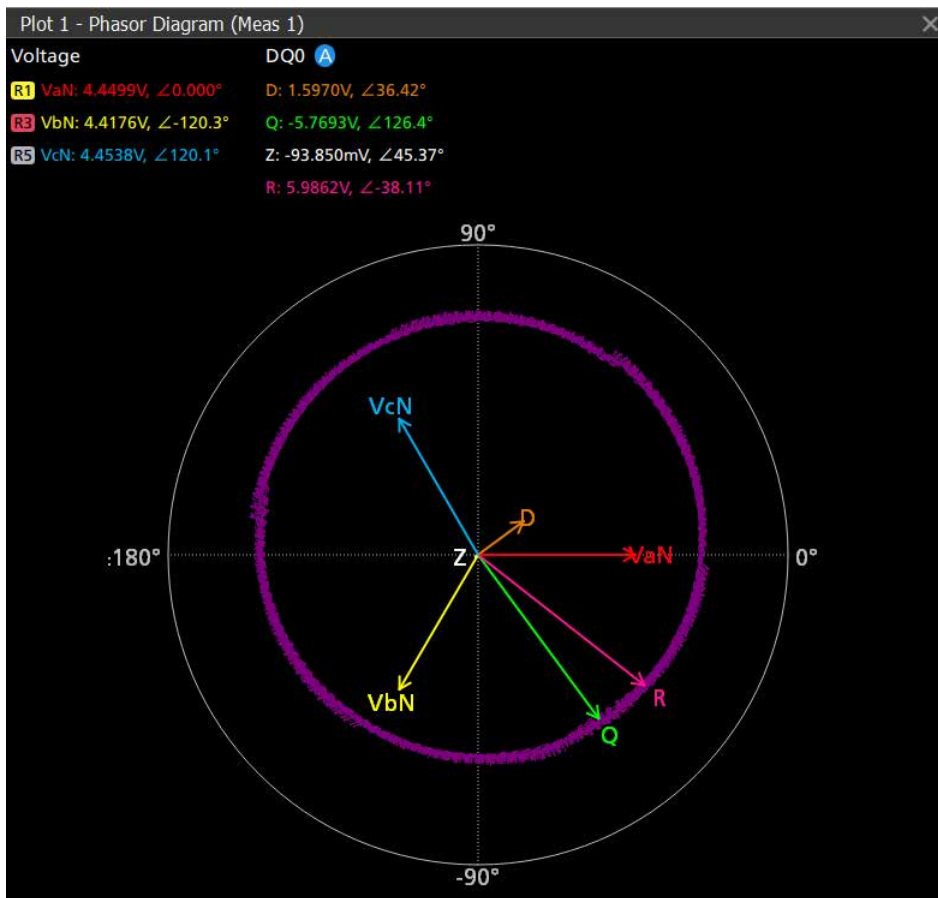 Plot 1 - Phasor Diagram (Meas 1)
Voltage
DQ0 A
R1 VaN: 4.4499V, ∠0.000°
D: 1.5970V, ∠36.42°
R3 VbN: 4.4176V, ∠-120.3°
Q: -5.7693V, ∠126.4°
R5 VcN: 4.4538V, ∠120.1°
Z: -93.850mV, ∠45.37°
R: 5.9862V, ∠-38.11°
90°
VcN
D
:180°
Z
VaN
0°
VbN
R
Q
-90°